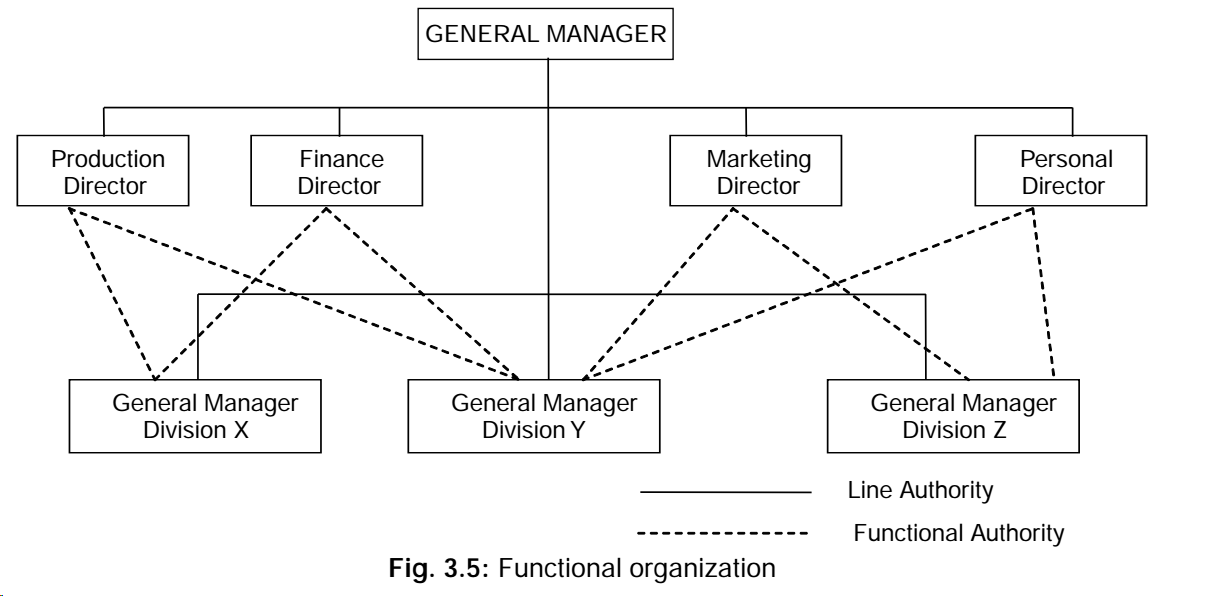 GENERAL MANAGER
Production
Director
Finance
Director
Marketing
Director
Personal
Director
General Manager
Division X
General Manager
Division Y
General Manager
Division Z
Line Authority
Functional Authority
Fig. 3.5: Functional organization